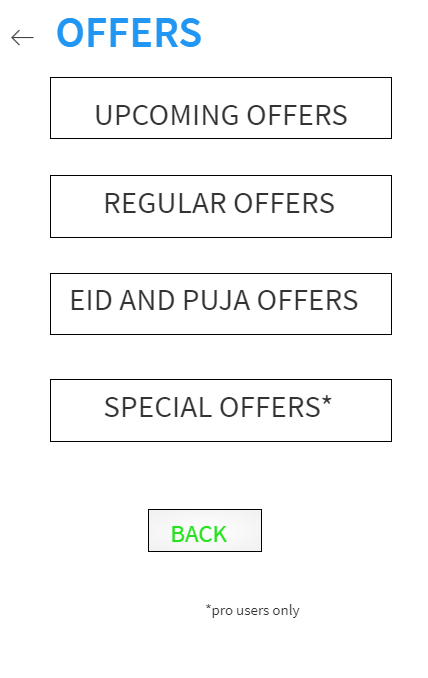 OFFERS
UPCOMING OFFERS
REGULAR OFFERS
EID AND PUJA OFFERS
SPECIAL OFFERS*
BACK
*pro users only